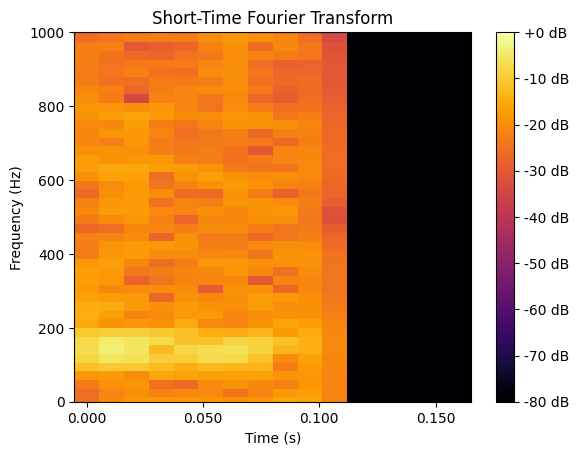 Short-Time Fourier Transform
Frequency (Hz)
1000
800
600
400
200
0
0.000 0.050 0.100 0.150
Time (s)
+0 dB
-10 dB
-20 dB
-30 dB
-40 dB
-50 dB
-60 dB
-70 dB
-80 dB